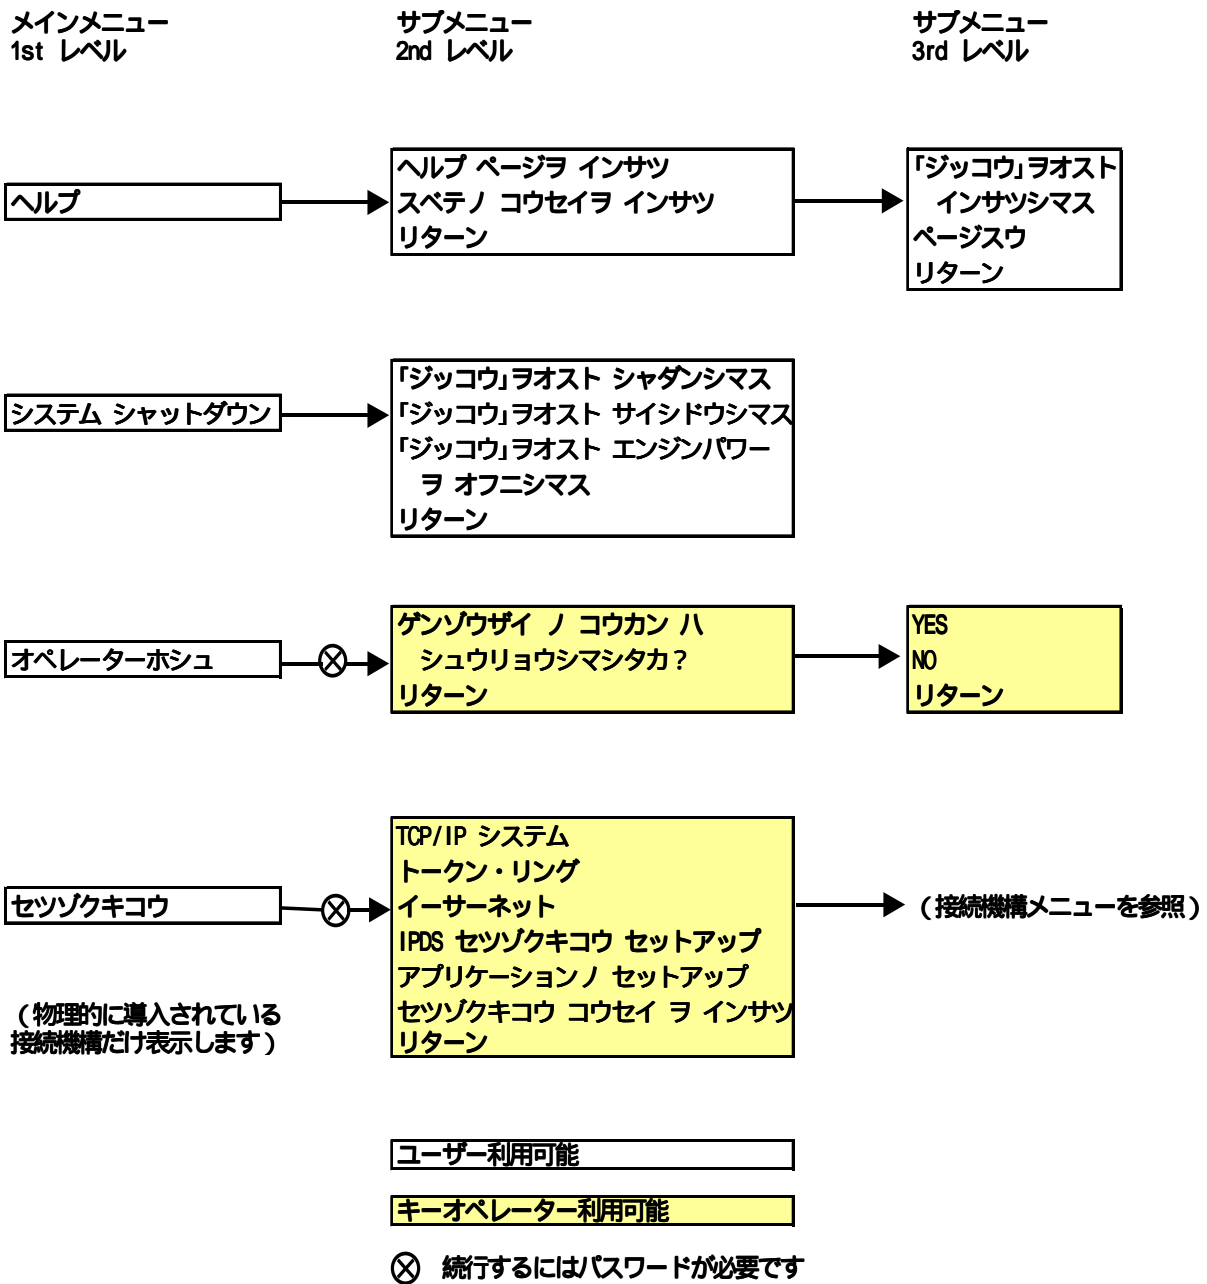 メインメニュー
1st レベル
サブメニュー
2nd レベル
サブメニュー
3rd レベル
ヘルプ
ヘルプ ページヲ インサツ
スベテノ コウセイヲ インサツ
リターン
「ジッコウ」ヲオスト
インサツシマス
ページスウ
リターン
システム シャットダウン
「ジッコウ」ヲオスト シャダンシマス
「ジッコウ」ヲオスト サイシドウシマス
「ジッコウ」ヲオスト エンジンパワー
ヲ オフニシマス
リターン
オペレーターホシュ
ゲンゾウザイ ノ コウカン ハ
シュウリョウシマシタカ？
リターン
YES
NO
リターン
セツゾクキコウ
（物理的に導入されている
接続機構だけ表示します）
TCP/IP システム
トークン・リング
イーサーネット
IPDS セツゾクキコウ セットアップ
アプリケーションノ セットアップ
セツゾクキコウ コウセイ ヲ インサツ
リターン
（接続機構メニューを参照）
ユーザー利用可能
キーオペレーター利用可能
続行するにはパスワードが必要です